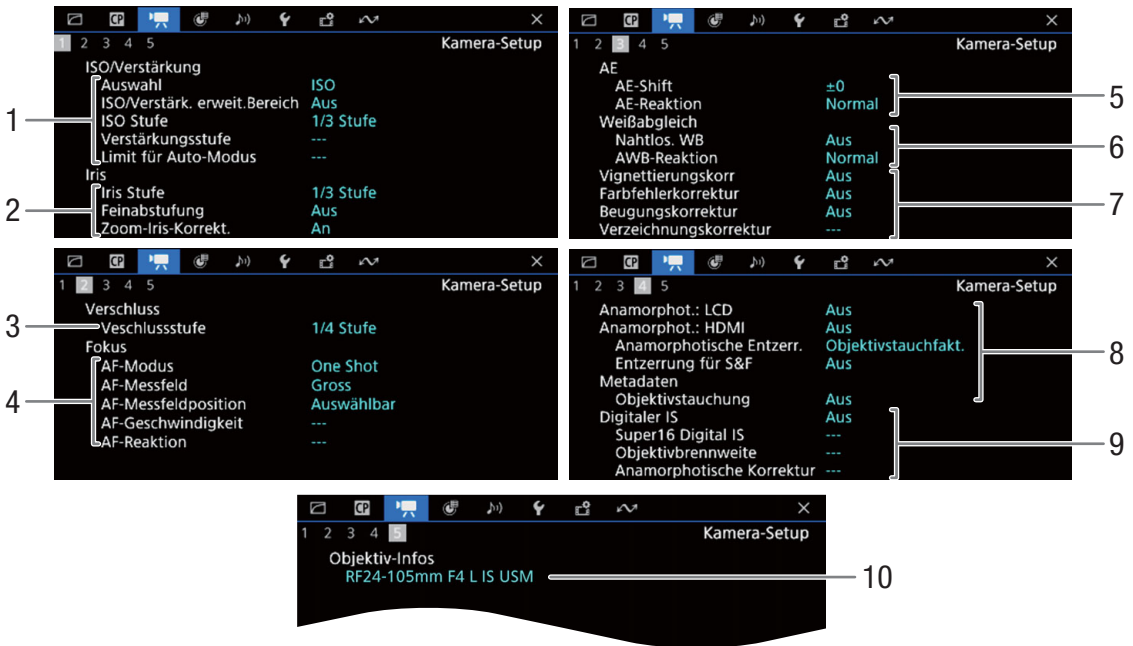 CP
×
1 2 3 4 5
Kamera-Setup
ISO/Verstärkung
Auswahl ISO
ISO/Verstärk. erweit.Bereich Aus
ISO Stufe 1/3 Stufe
Verstärkungsstufe ---
Limit für Auto-Modus ---
1
Iris
Iris Stufe 1/3 Stufe
Feinabstufung Aus
Zoom-Iris-Korrekt. An
2
CP
×
1 2 3 4 5
Kamera-Setup
AE
AE-Shift ±0
AE-Reaktion Normal
5
Weißabgleich
Nahtlos. WB Aus
AWB-Reaktion Normal
6
Vignettierungskorr Aus
Farbfehlerkorrektur Aus
Beugungskorrektur Aus
Verzeichnungskorrektur ---
7
CP
×
1 2 3 4 5
Kamera-Setup
Verschluss
3
Veschlussstufe 1/4 Stufe
Fokus
AF-Modus One Shot
AF-Messfeld Gross
AF-Messfeldposition Auswählbar
AF-Geschwindigkeit ---
AF-Reaktion ---
4
CP
×
1 2 3 4 5
Kamera-Setup
Anamorphot.: LCD Aus
Anamorphot.: HDMI Aus
Anamorphotische Entzerr. Objektivstauchfakt.
Entzerrung für S&F Aus
Metadaten
Objektivstauchung Aus
8
Digitaler IS Aus
Super16 Digital IS ---
Objektivbrennweite ---
Anamorphotische Korrektur ---
9
CP
×
1 2 3 4 5
Kamera-Setup
Objektiv-Infos
RF24-105mm F4 L IS USM
10